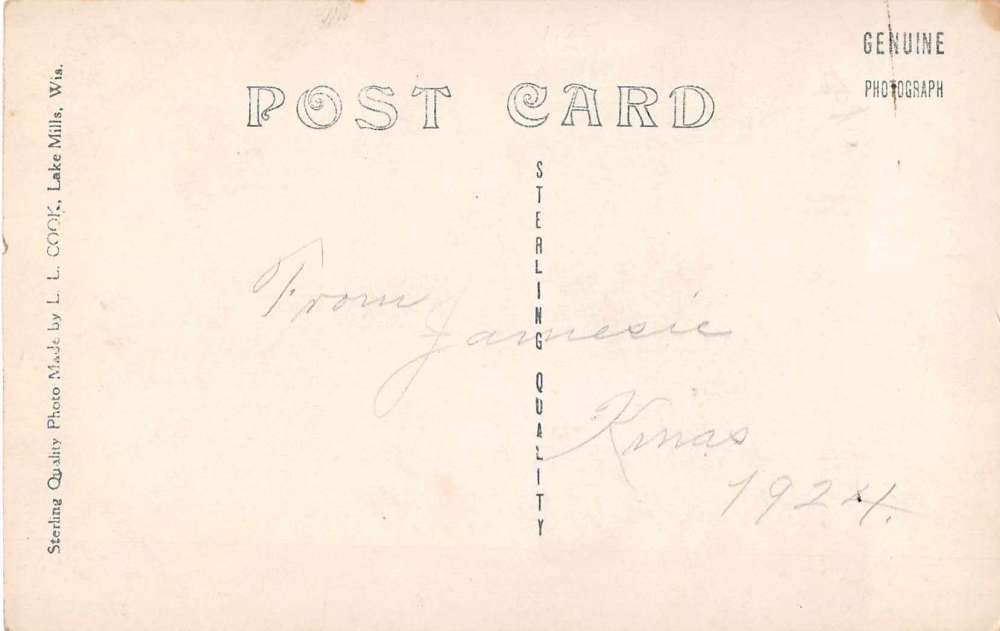 GENUINE
PHOTOGRAPH
POST CARD
Sterling Quality Photo Made by L. L. COOK, Lake Mills, Wis.
STERLING QUALITY
From
Jamesie
Xmas
1924.